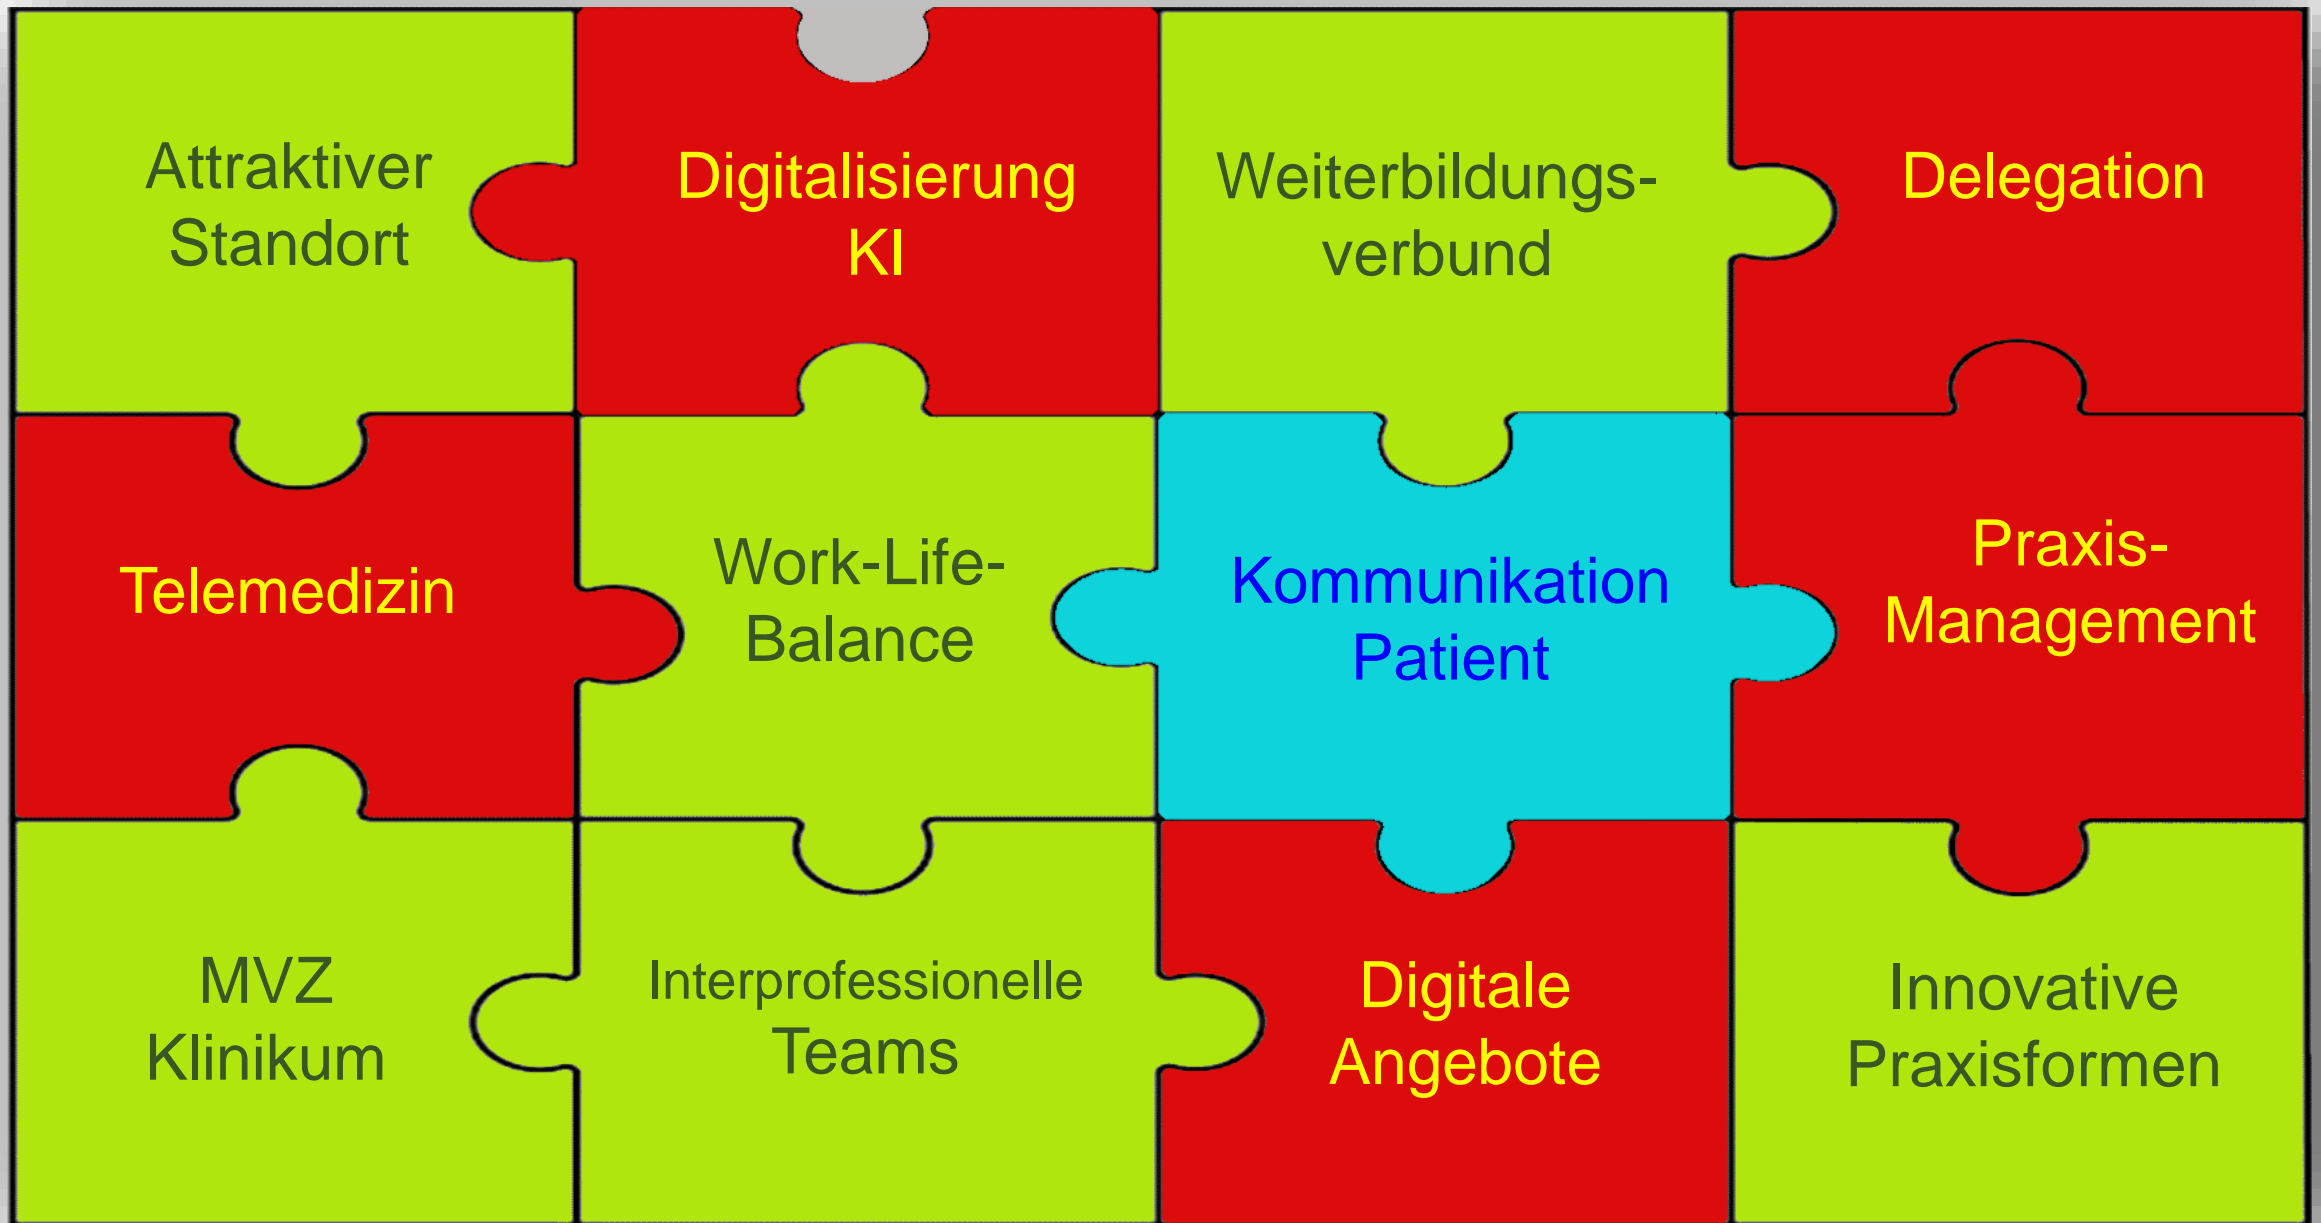 Attraktiver
Standort
Digitalisierung
KI
Weiterbildungs-
verbund
Delegation
Telemedizin
Work-Life-
Balance
Kommunikation
Patient
Praxis-
Management
MVZ
Klinikum
Interprofessionelle
Teams
Digitale
Angebote
Innovative
Praxisformen